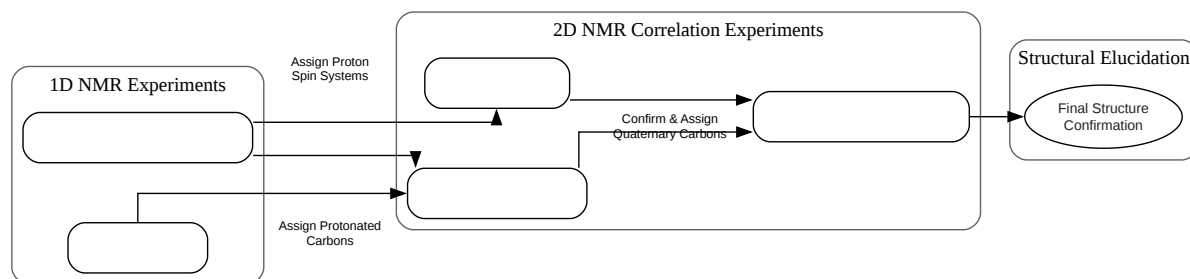 2D NMR Correlation Experiments
Structural Elucidation
1D NMR Experiments
Assign Proton
Spin Systems
Confirm & Assign
Quaternary Carbons
Final Structure
Confirmation
Assign Protonated
Carbons